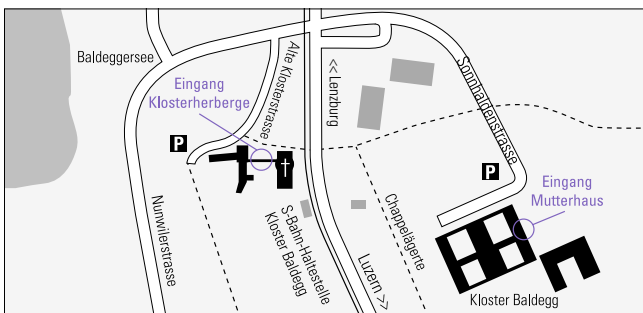 Baldeggersee
Eingang
Klosterherberge
Alte Klosterstrasse
<< Lenzburg
Sonnhaldenstrasse
P
P
Eingang
Mutterhaus
Nunwilerstrasse
S-Bahn-Haltestelle
Kloster Baldegg
Chappelägerte
Luzern >>
Kloster Baldegg